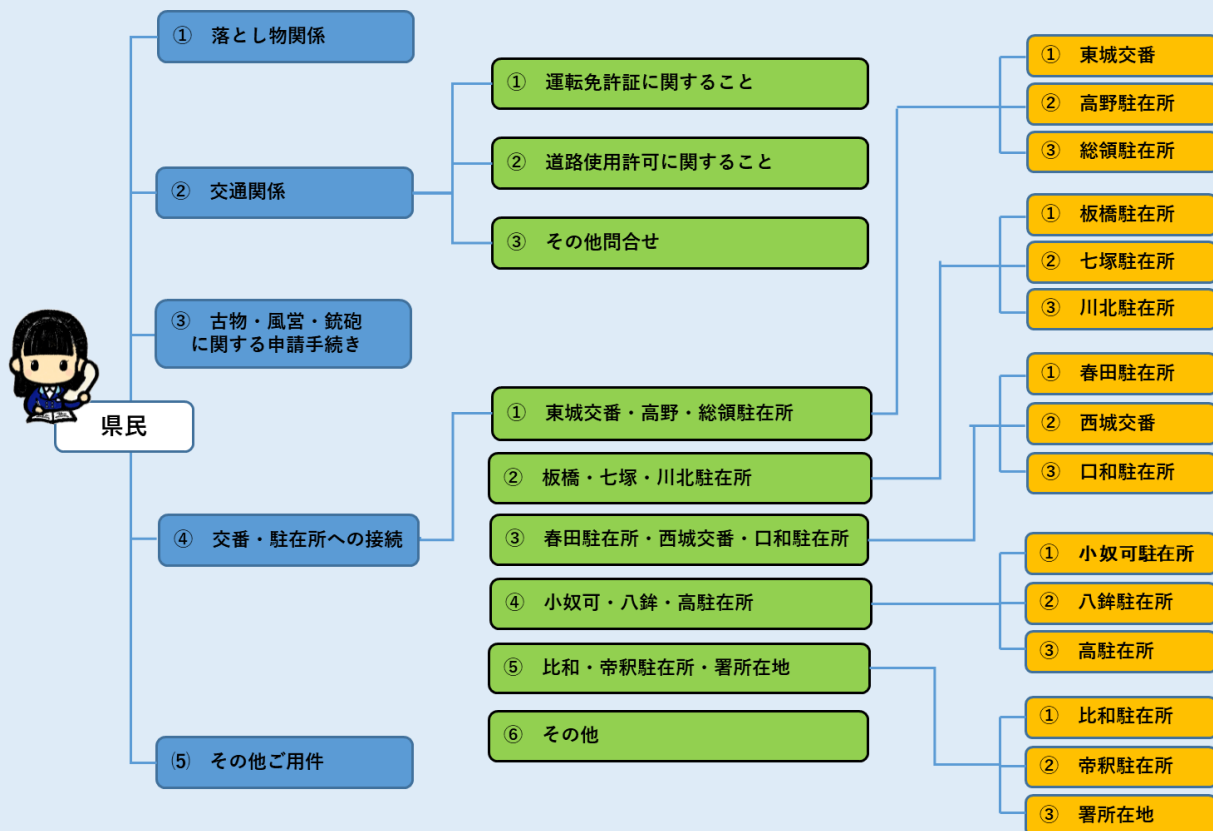 県民
① 落とし物関係
② 交通関係
③ 古物・風営・銃砲
に関する申請手続き
④ 交番・駐在所への接続
⑸ その他ご用件
① 運転免許証に関すること
② 道路使用許可に関すること
③ その他問合せ
① 東城交番・高野・総領駐在所
② 板橋・七塚・川北駐在所
③ 春田駐在所・西城交番・口和駐在所
④ 小奴可・八鉾・高駐在所
⑤ 比和・帝釈駐在所・署所在地
⑥ その他
① 東城交番
② 高野駐在所
③ 総領駐在所
① 板橋駐在所
② 七塚駐在所
③ 川北駐在所
① 春田駐在所
② 西城交番
③ 口和駐在所
① 小奴可駐在所
② 八鉾駐在所
③ 高駐在所
① 比和駐在所
② 帝釈駐在所
③ 署所在地